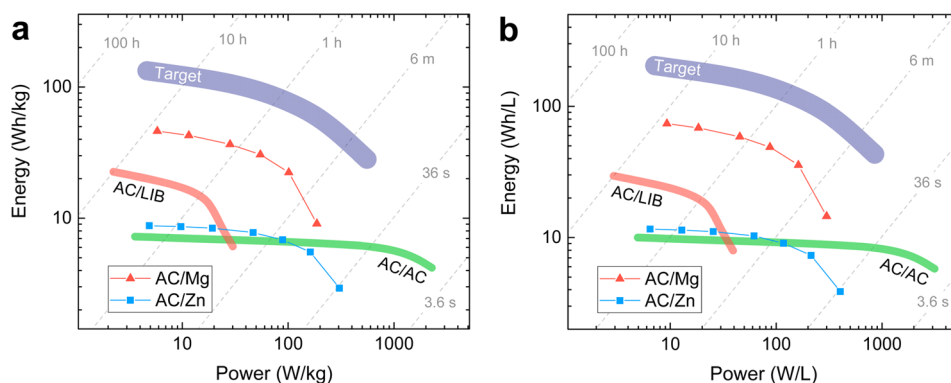 a
100 h
10 h
1 h
6 m
36 s
3.6 s
Target
AC/LIB
AC/AC
AC/Mg
AC/Zn
Energy (Wh/kg)
100
10
10
100
1000
Power (W/kg)
b
100 h
10 h
1 h
6 m
36 s
3.6 s
Target
AC/LIB
AC/AC
AC/Mg
AC/Zn
Energy (Wh/L)
100
10
10
100
1000
Power (W/L)